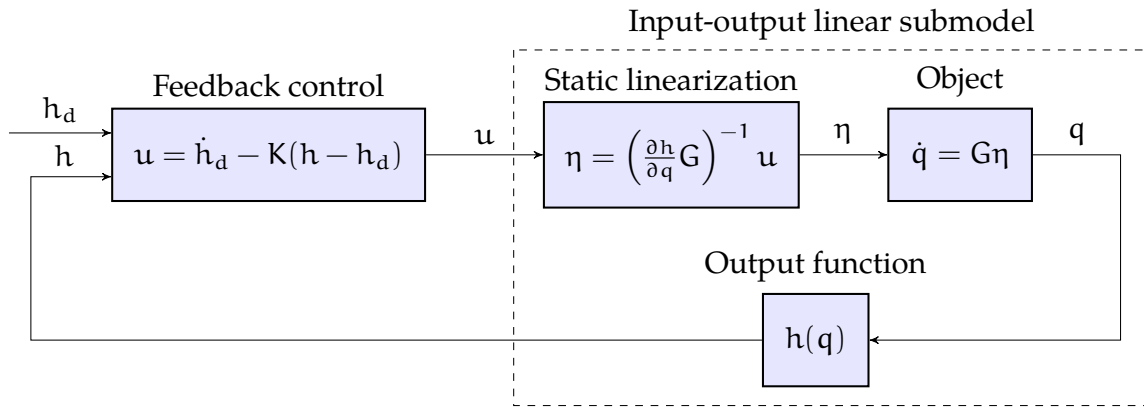 Input-output linear submodel
Feedback control
Static linearization
Object
h_d
h
u = ḣ_d − K(h − h_d)
u
η = (∂h/∂q G)^{−1} u
η
q̇ = Gη
q
Output function
h(q)